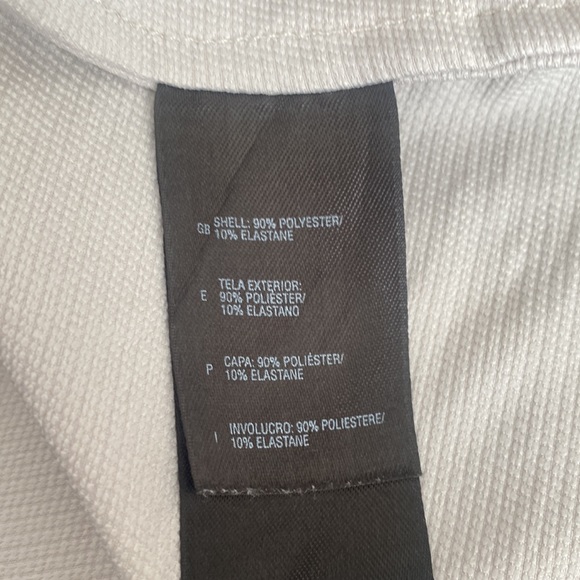 GB SHELL: 90% POLYESTER/
10% ELASTANE
TELA EXTERIOR:
E 90% POLIÉSTER/
10% ELASTANO
CAPA: 90% POLIÉSTER/
P 10% ELASTANE
INVOLUCRO: 90% POLIESTERE/
I 10% ELASTANE